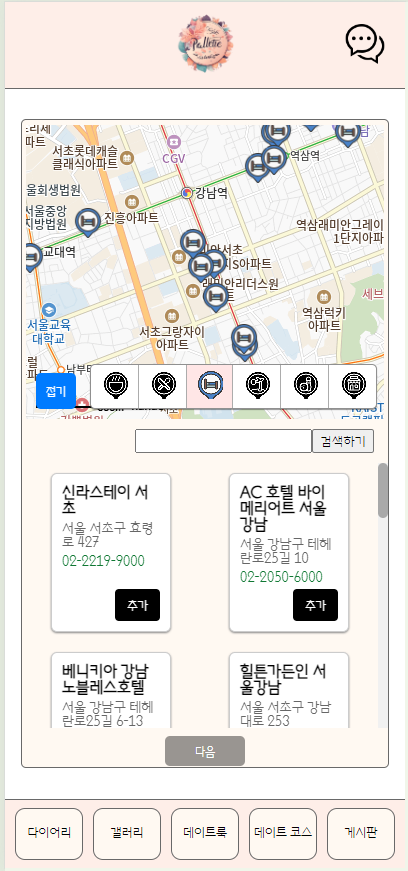 Pallette
리체
파트
서초롯데캐슬
클래식아파트
CGV
역삼역
울회생법원
강남역
서울중앙
지방법원
진흥아파트
역삼래미안그레이
1단지아파
교대역
래미안리더스원
서울교육
대학교
세브
서초그랑자이
아파트
역삼럭키
아파트
남부터
접기
검색하기
신라스테이 서
초
서울 서초구 효령
로 427
02-2219-9000
추가
AC 호텔 바이
메리어트 서울
강남
서울 강남구 테헤
란로25길 10
02-2050-6000
추가
베니키아 강남
노블레스호텔
서울 강남구 테헤
란로25길 6-13
힐튼가든인 서
울강남
서울 서초구 강남
대로 253
다음
다이어리
갤러리
데이트룩
데이트 코스
게시판